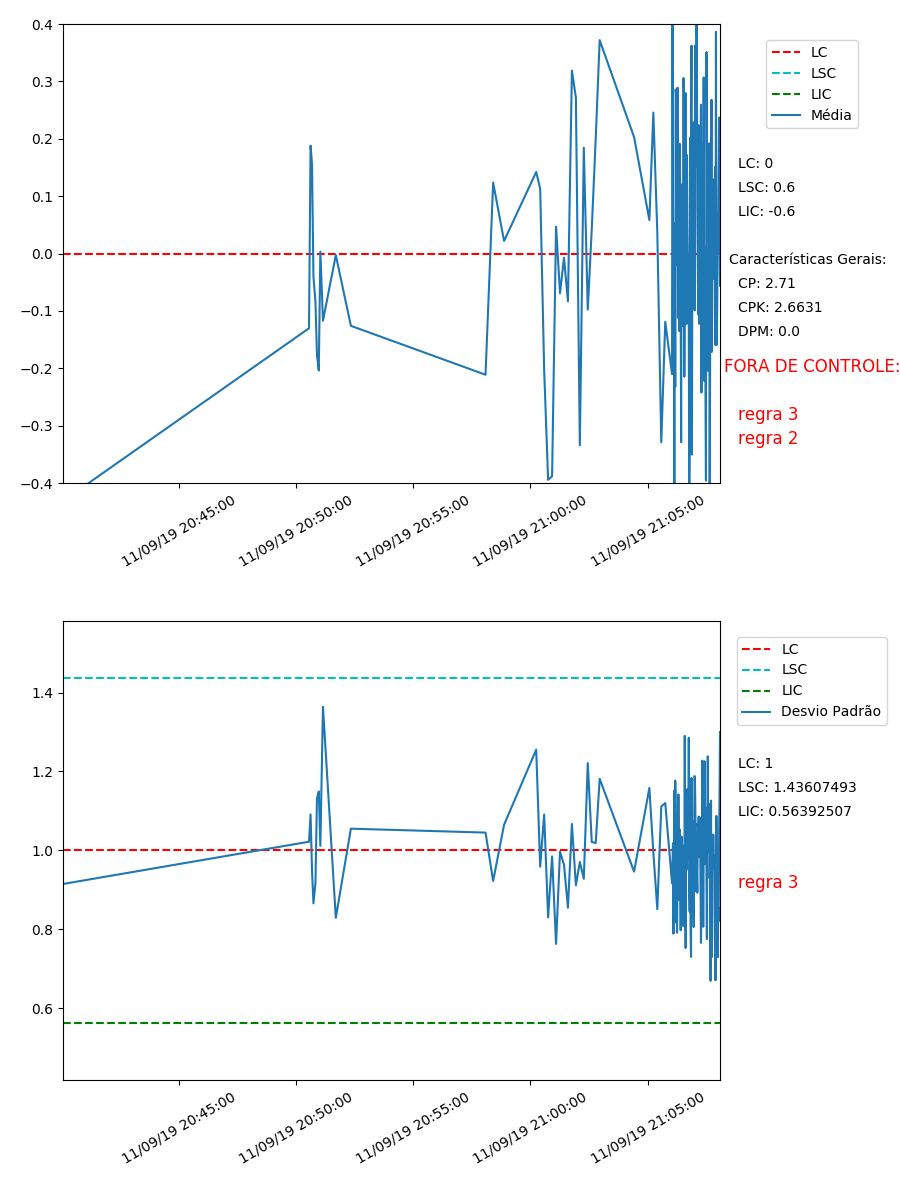 0.4
0.3
0.2
0.1
0.0
−0.1
−0.2
−0.3
−0.4
11/09/19 20:45:00
11/09/19 20:50:00
11/09/19 20:55:00
11/09/19 21:00:00
11/09/19 21:05:00
LC
LSC
LIC
Média
LC: 0
LSC: 0.6
LIC: -0.6
Características Gerais:
CP: 2.71
CPK: 2.6631
DPM: 0.0
FORA DE CONTROLE:
regra 3
regra 2
1.4
1.2
1.0
0.8
0.6
11/09/19 20:45:00
11/09/19 20:50:00
11/09/19 20:55:00
11/09/19 21:00:00
11/09/19 21:05:00
LC
LSC
LIC
Desvio Padrão
LC: 1
LSC: 1.43607493
LIC: 0.56392507
regra 3